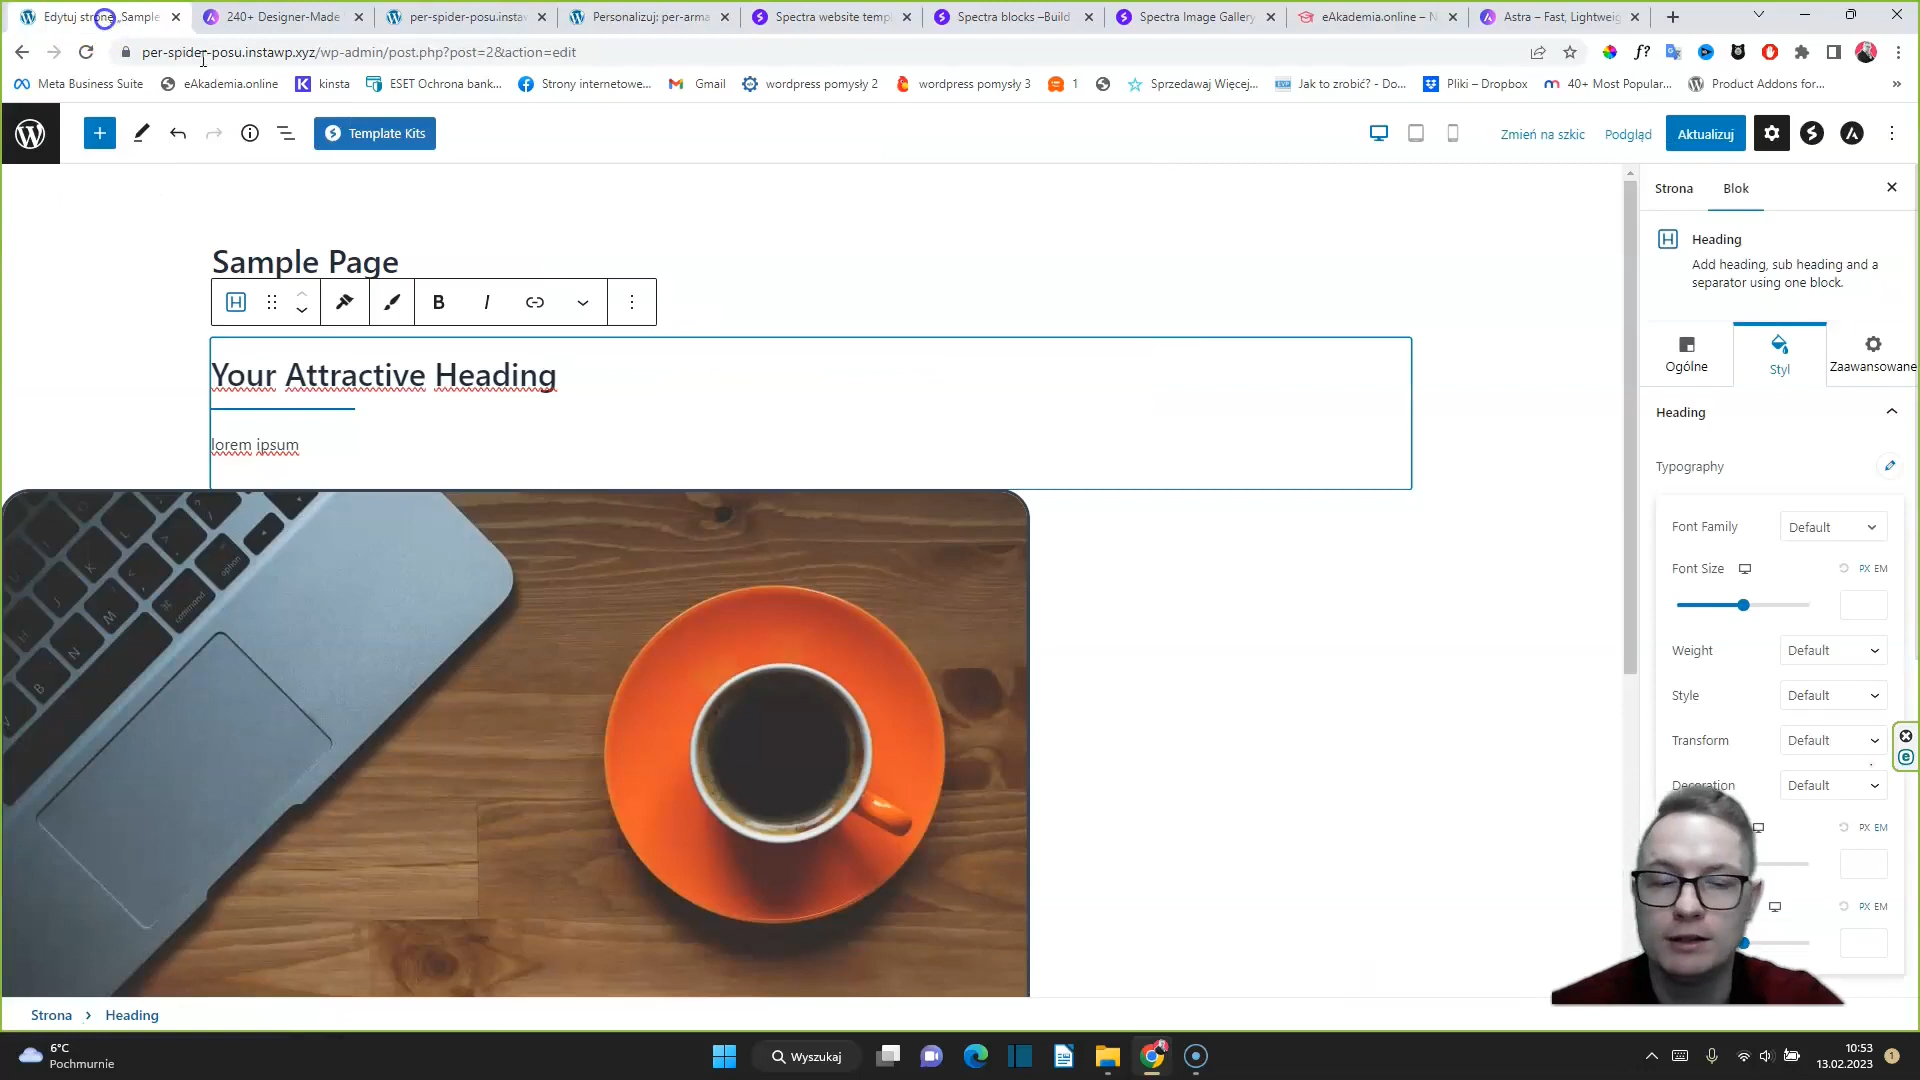 Edytuj stronę „Sample
240+ Designer-Made
per-spider-posu.instaw
Personalizuj: per-arma
Spectra website templ
Spectra blocks –Build
Spectra Image Gallery
eAkademia.online – N
Astra – Fast, Lightweig
per-spider-posu.instawp.xyz/wp-admin/post.php?post=2&action=edit
Meta Business Suite
eAkademia.online
kinsta
ESET Ochrona bank...
Strony internetowe...
Gmail
wordpress pomysły 2
wordpress pomysły 3
1
Sprzedawaj Więcej,...
Jak to zrobić? - Do...
Pliki – Dropbox
40+ Most Popular...
Product Addons for...
Template Kits
Zmień na szkic
Podgląd
Aktualizuj
Strona
Blok
Sample Page
Heading
Add heading, sub heading and a
separator using one block.
Ogólne
Styl
Zaawansowane
Your Attractive Heading
lorem ipsum
Heading
Typography
Font Family
Default
Font Size
PX EM
Weight
Default
Style
Default
Transform
Default
Decoration
Default
PX EM
PX EM
option
command
Strona
Heading
6°C
Pochmurnie
Wyszukaj
10:53
13.02.2023
1